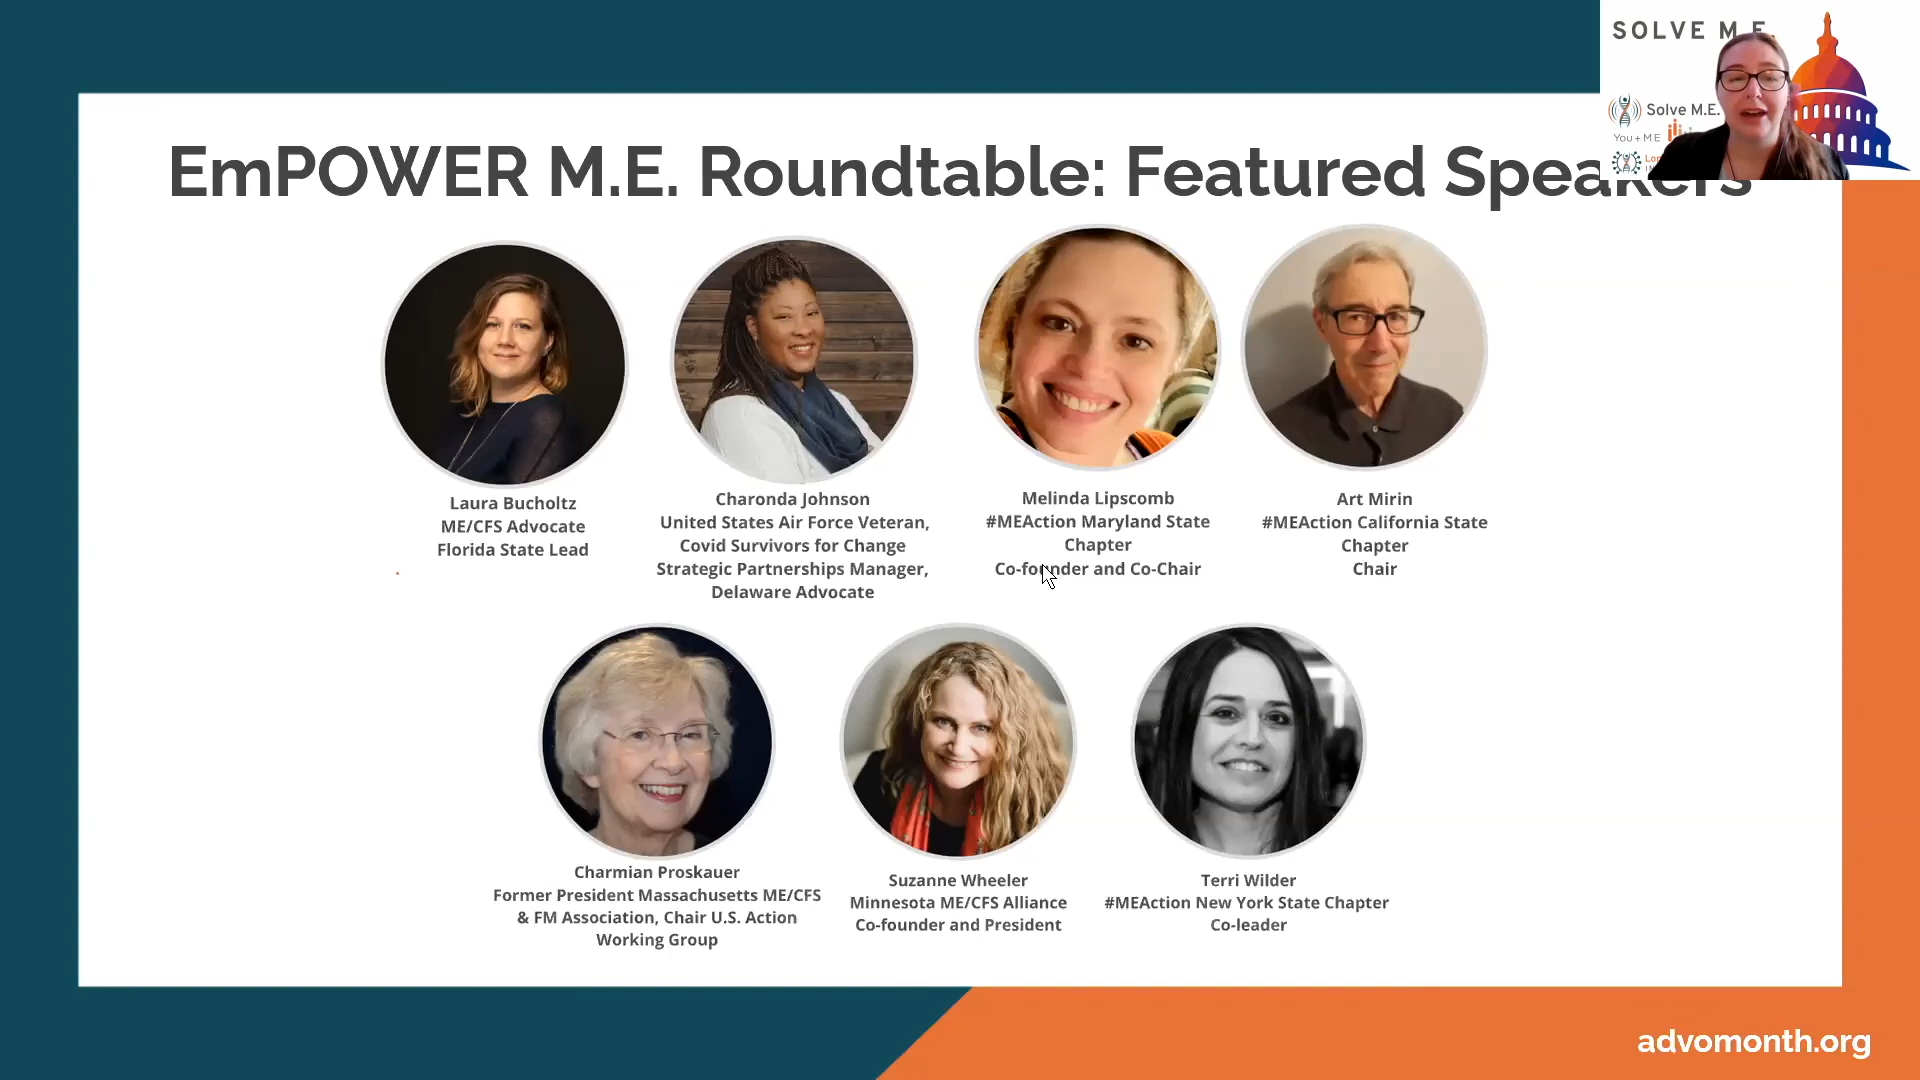 SOLVE M.E.
Solve M.E.
You+ME
EmPOWER M.E. Roundtable: Featured Speakers
Laura Bucholtz
ME/CFS Advocate
Florida State Lead
Charonda Johnson
United States Air Force Veteran,
Covid Survivors for Change
Strategic Partnerships Manager,
Delaware Advocate
Melinda Lipscomb
#MEAction Maryland State
Chapter
Co-founder and Co-Chair
Art Mirin
#MEAction California State
Chapter
Chair
Charmian Proskauer
Former President Massachusetts ME/CFS
& FM Association, Chair U.S. Action
Working Group
Suzanne Wheeler
Minnesota ME/CFS Alliance
Co-founder and President
Terri Wilder
#MEAction New York State Chapter
Co-leader
advomonth.org